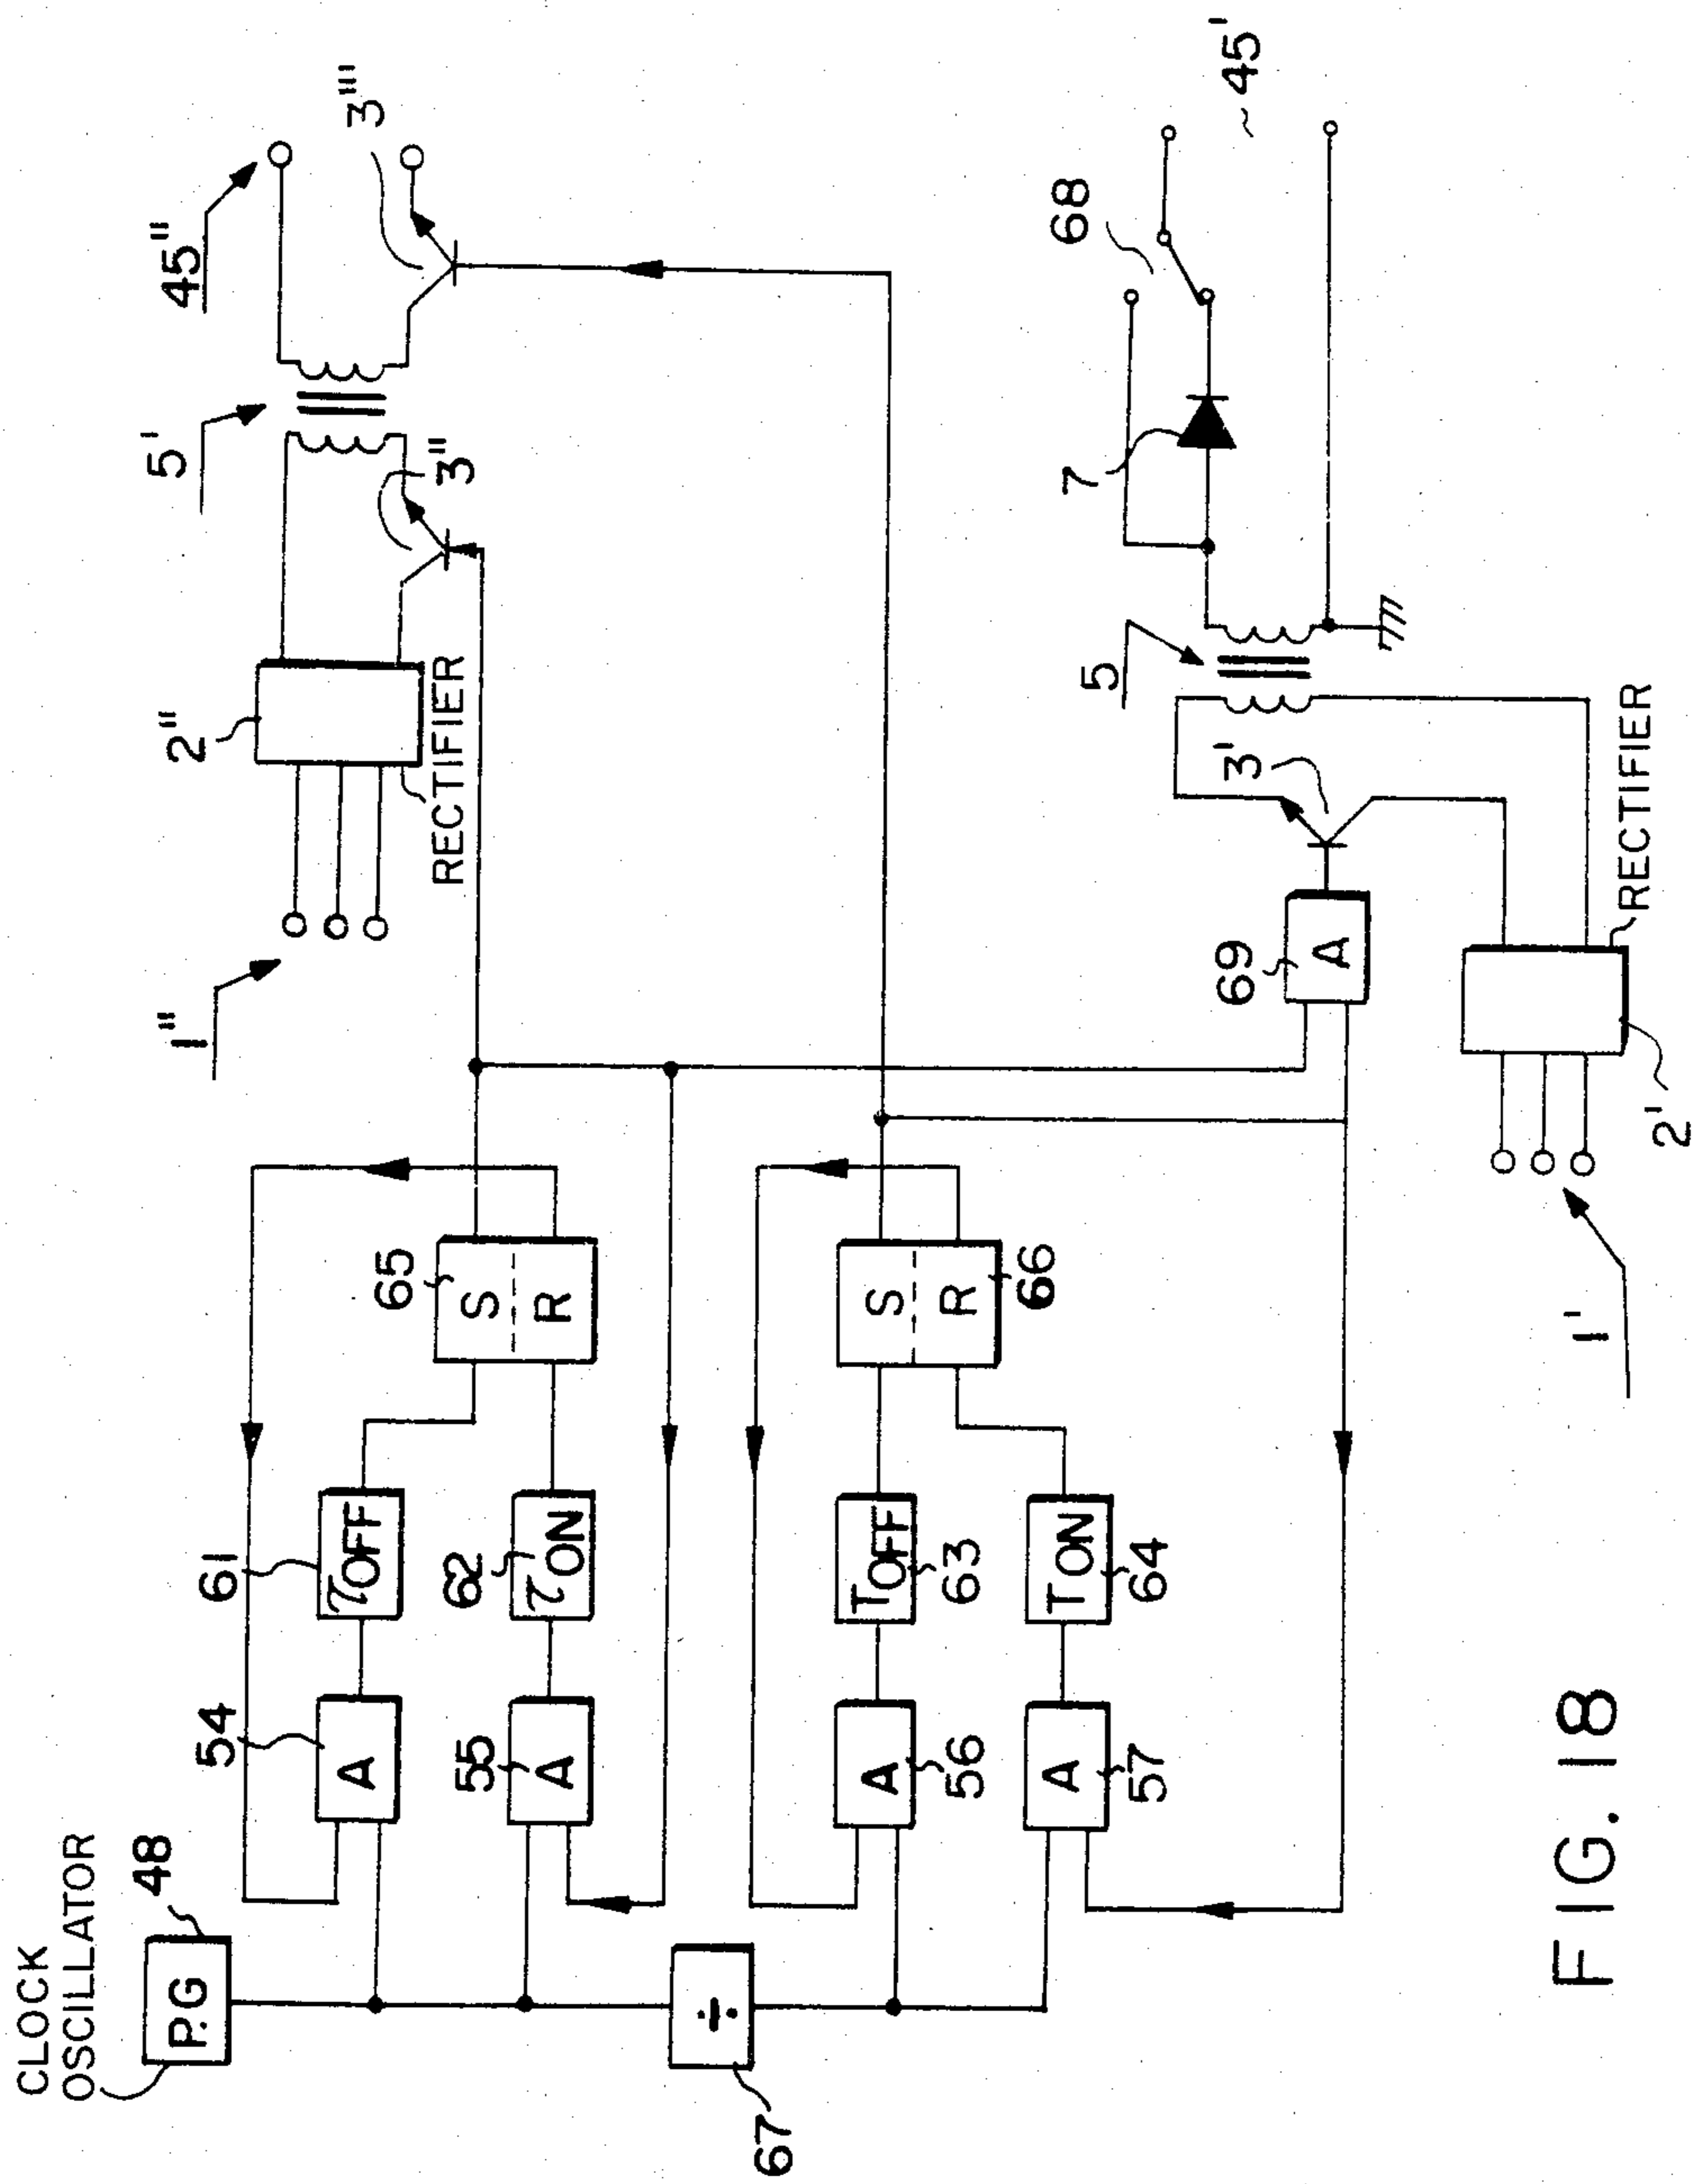 CLOCK
OSCILLATOR
48
P.G
54
A
61
τOFF
65
S
R
55
A
62
τON
1"
2"
RECTIFIER
5'
3"
45"
3'''
67
÷
A
56
TOFF
63
S
R
66
A
57
TON
64
69
A
3'
5
7
68
45'
1'
2'
RECTIFIER
FIG. 18